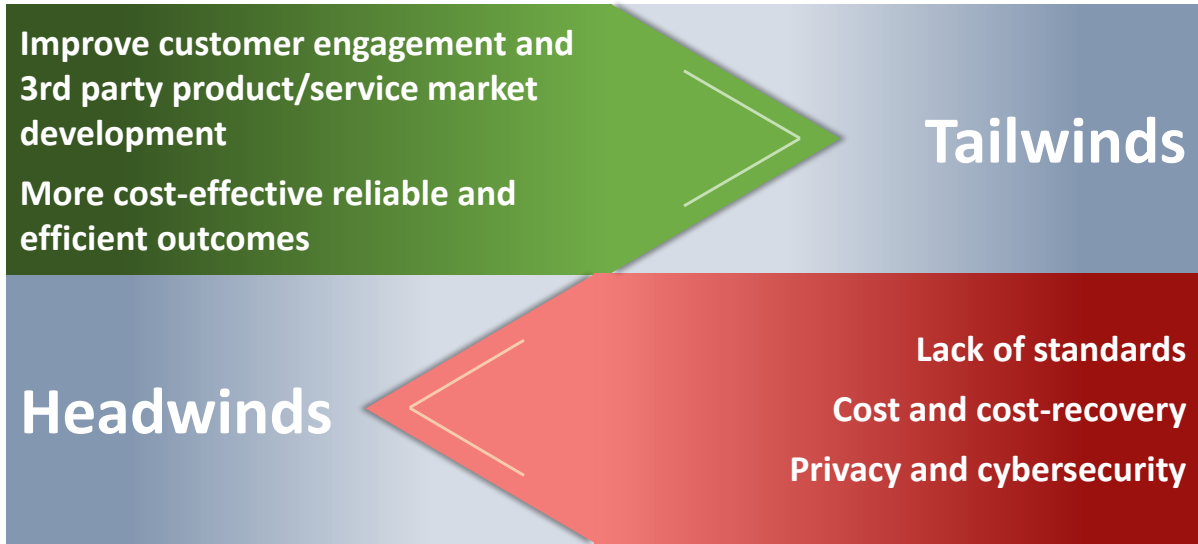 Improve customer engagement and
3rd party product/service market
development
More cost-effective reliable and
efficient outcomes
Tailwinds
Headwinds
Lack of standards
Cost and cost-recovery
Privacy and cybersecurity